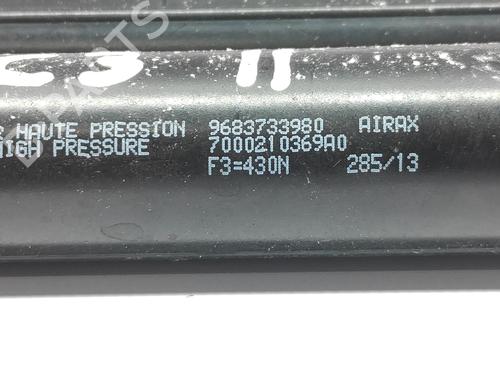 C3 II
HAUTE PRESSION 9683733980 AIRAX
HIGH PRESSURE 7000210369A0
F3=430N 285/13